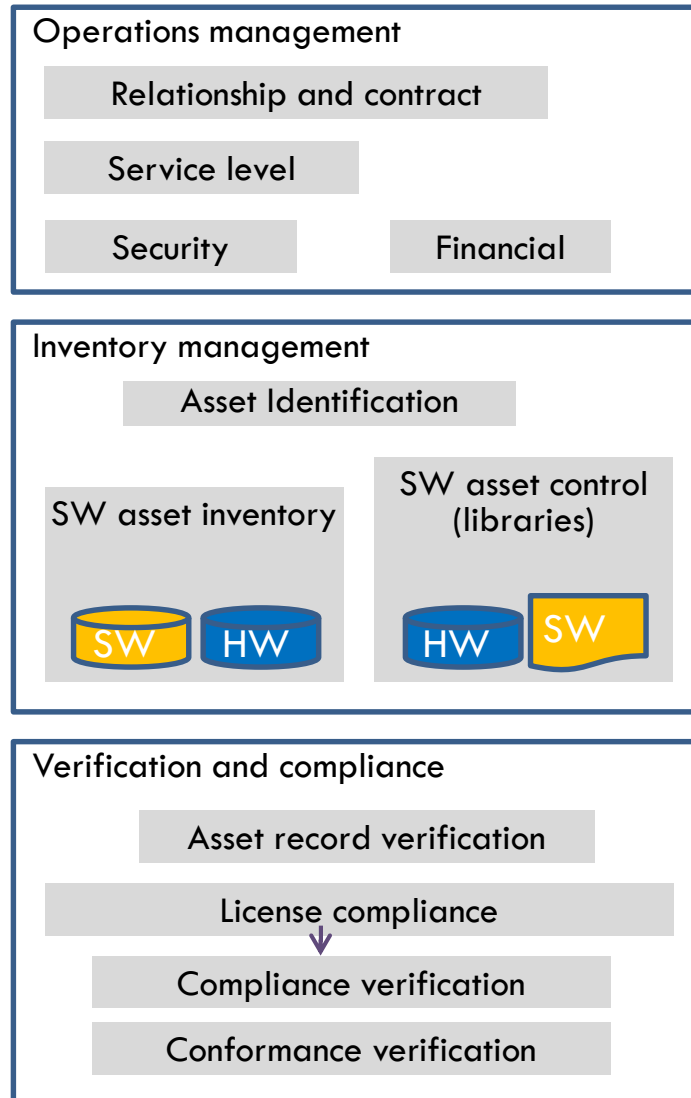 Operations management
Relationship and contract
Service level
Security
Financial
Inventory management
Asset Identification
SW asset inventory
SW
HW
SW asset control
(libraries)
HW
SW
Verification and compliance
Asset record verification
License compliance
Compliance verification
Conformance verification